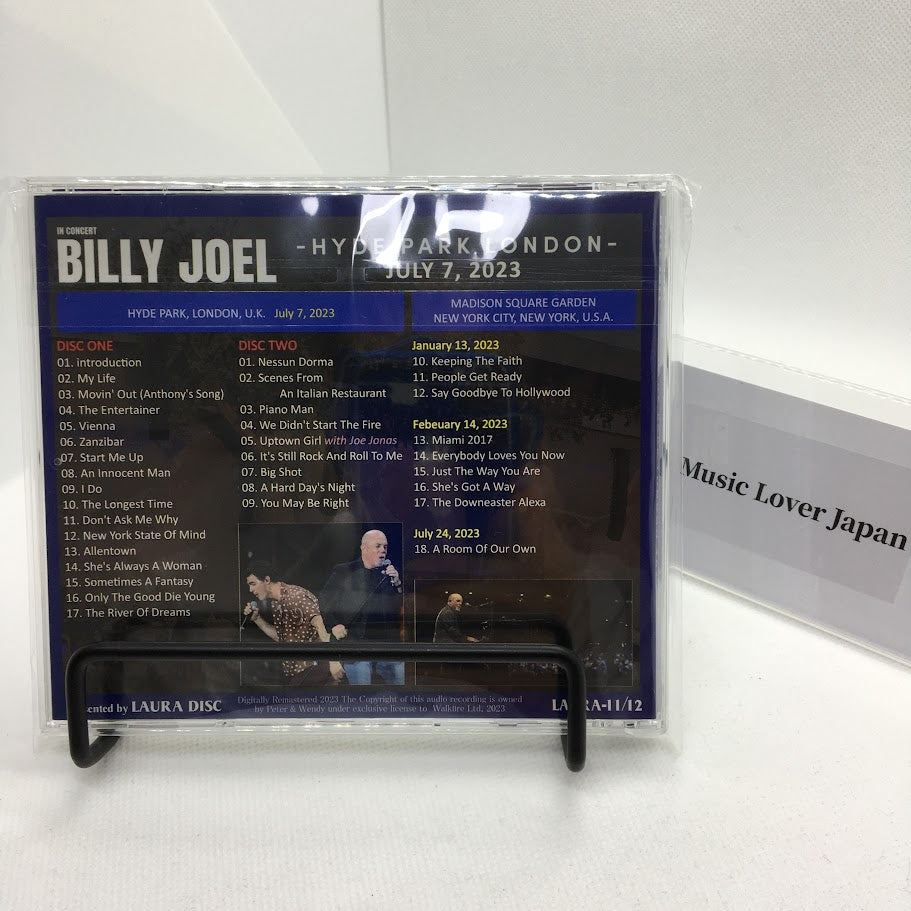 IN CONCERT
BILLY JOEL
-HYDE PARK, LONDON-
JULY 7, 2023
HYDE PARK, LONDON, U.K. July 7, 2023
MADISON SQUARE GARDEN
NEW YORK CITY, NEW YORK, U.S.A.
DISC ONE
01. introduction
02. My Life
03. Movin' Out (Anthony's Song)
04. The Entertainer
05. Vienna
06. Zanzibar
07. Start Me Up
08. An Innocent Man
09. I Do
10. The Longest Time
11. Don't Ask Me Why
12. New York State Of Mind
13. Allentown
14. She's Always A Woman
15. Sometimes A Fantasy
16. Only The Good Die Young
17. The River Of Dreams
DISC TWO
01. Nessun Dorma
02. Scenes From
An Italian Restaurant
03. Piano Man
04. We Didn't Start The Fire
05. Uptown Girl with Joe Jonas
06. It's Still Rock And Roll To Me
07. Big Shot
08. A Hard Day's Night
09. You May Be Right
January 13, 2023
10. Keeping The Faith
11. People Get Ready
12. Say Goodbye To Hollywood
Febeuary 14, 2023
13. Miami 2017
14. Everybody Loves You Now
15. Just The Way You Are
16. She's Got A Way
17. The Downeaster Alexa
July 24, 2023
18. A Room Of Our Own
by LAURA DISC
Digitally Remastered 2023 The Copyright of this audio recording is owned
by Peter & Wendy under exclusive license to Walkfire Ltd, 2023
Music Lover Japan